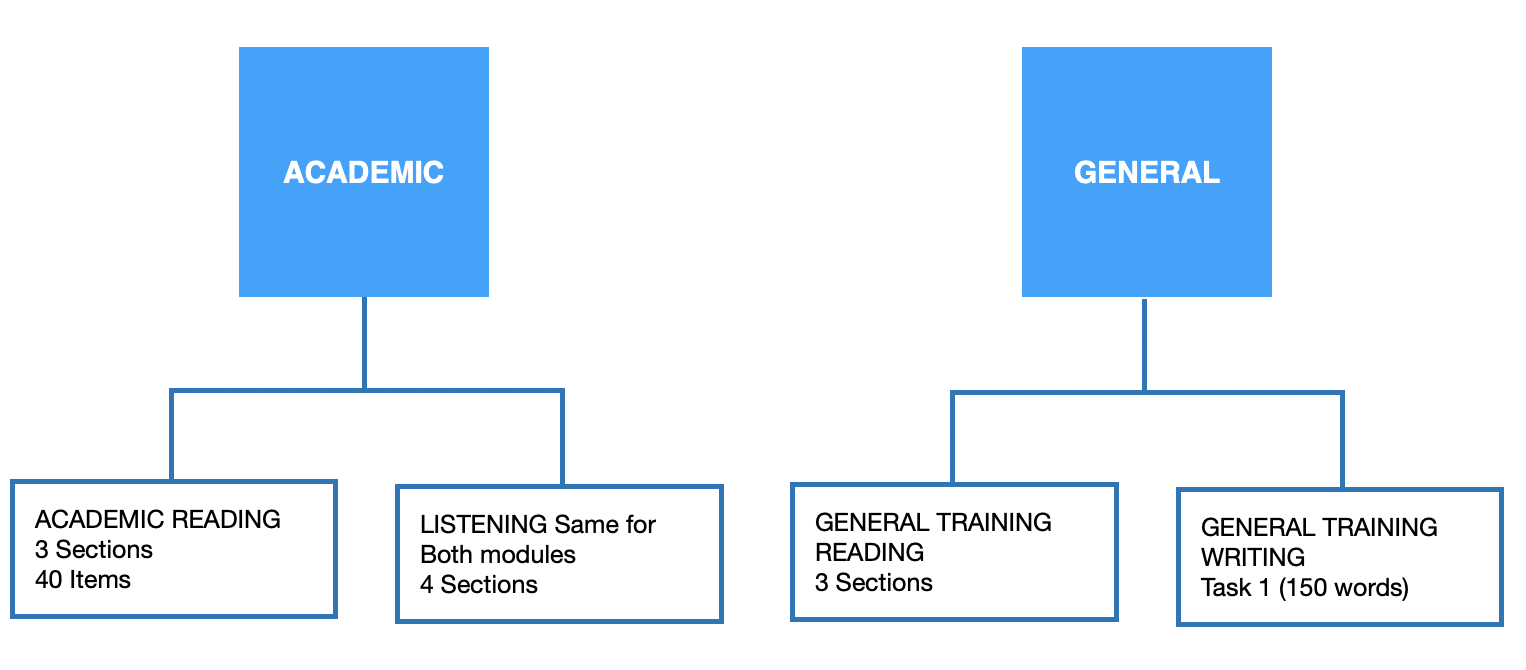 ACADEMIC
GENERAL
ACADEMIC READING
3 Sections
40 Items
LISTENING Same for
Both modules
4 Sections
GENERAL TRAINING
READING
3 Sections
GENERAL TRAINING
WRITING
Task 1 (150 words)